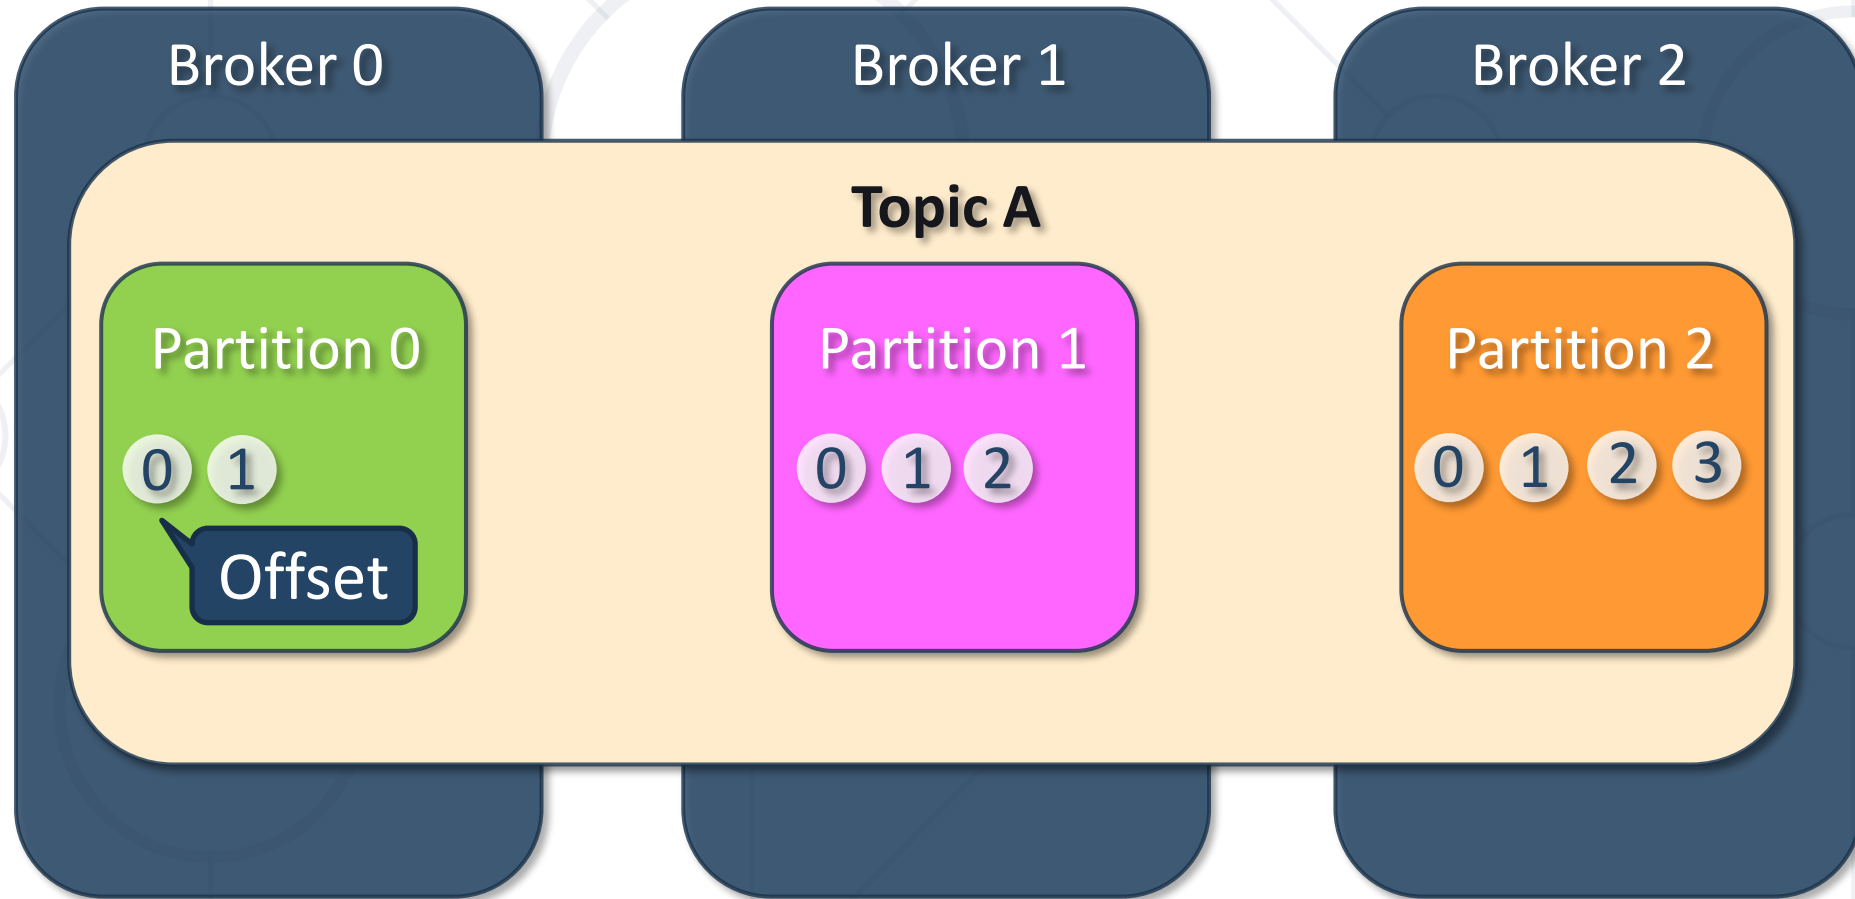 Broker 0
Broker 1
Broker 2
Topic A
Partition 0
Partition 1
Partition 2
0 1
0 1 2
0 1 2 3
Offset